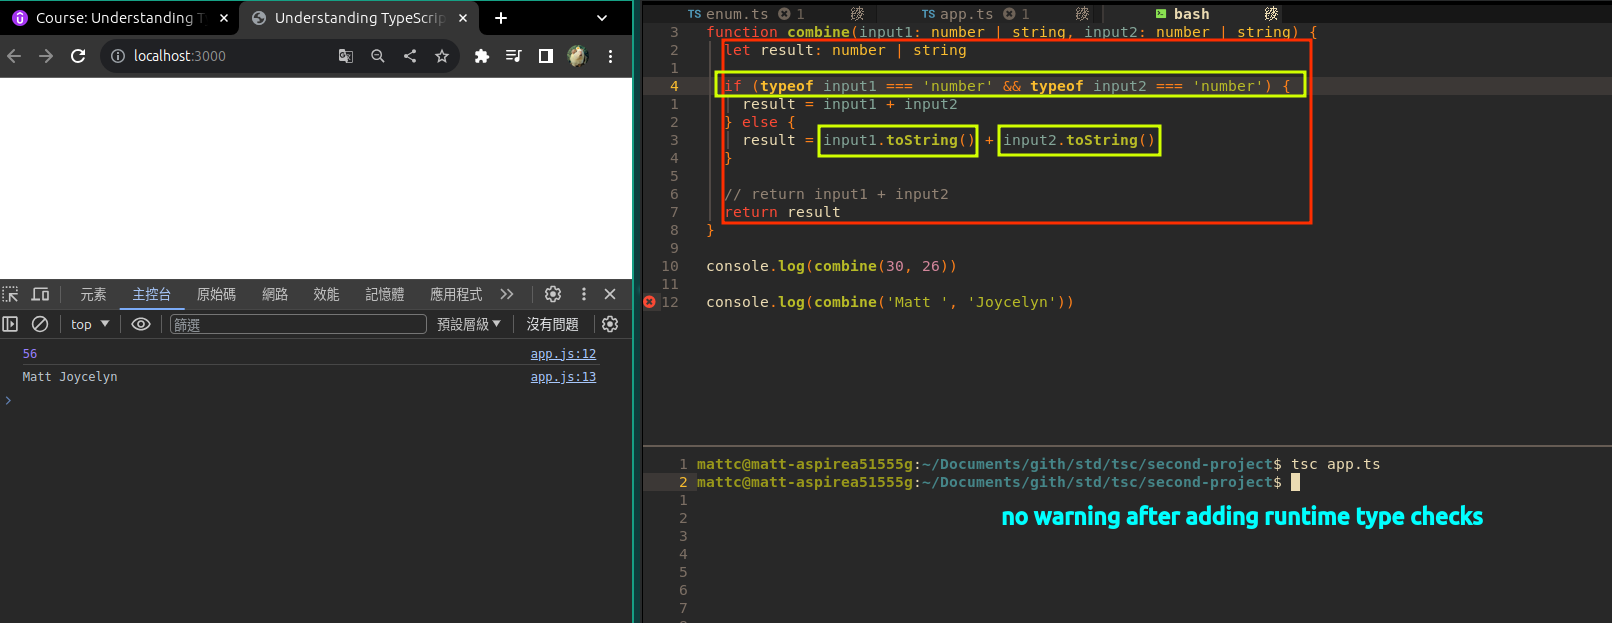 Course: Understanding T
Understanding TypeScrip
localhost:3000
元素 主控台 原始碼 網路 效能 記憶體 應用程式
top 篩選 預設層級 沒有問題
56 app.js:12
Matt Joycelyn app.js:13
TS enum.ts 1 TS app.ts 1 bash
3 function combine(input1: number | string, input2: number | string) {
2 let result: number | string
1
4 if (typeof input1 === 'number' && typeof input2 === 'number') {
1 result = input1 + input2
2 } else {
3 result = input1.toString() + input2.toString()
4 }
5
6 // return input1 + input2
7 return result
8 }
9
10 console.log(combine(30, 26))
11
12 console.log(combine('Matt ', 'Joycelyn'))
1 mattc@matt-aspirea51555g:~/Documents/gith/std/tsc/second-project$ tsc app.ts
2 mattc@matt-aspirea51555g:~/Documents/gith/std/tsc/second-project$
1
2 no warning after adding runtime type checks
3
4
5
6
7